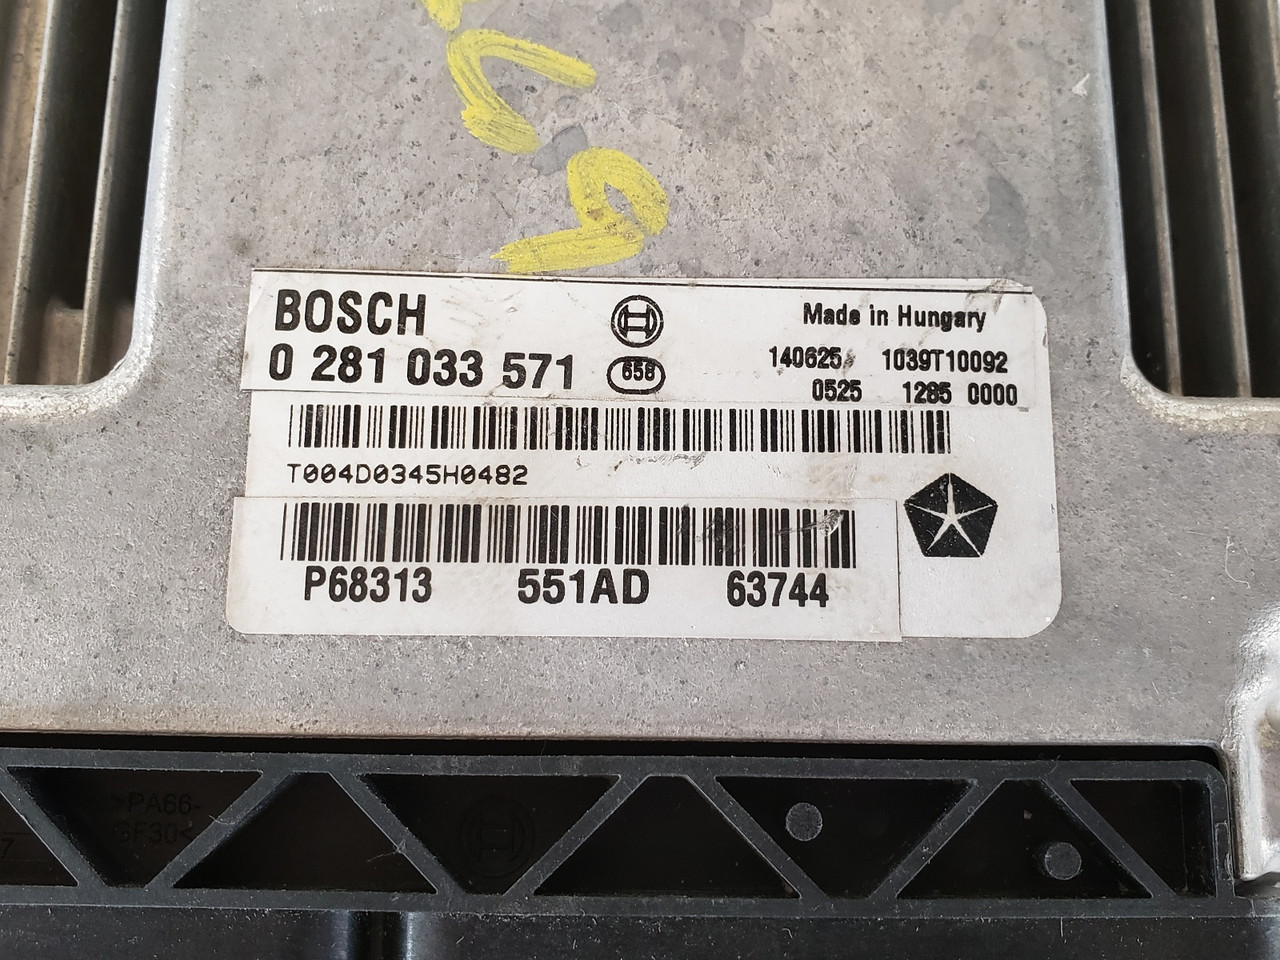 BOSCH
0 281 033 571
658
Made in Hungary
140625 1039T10092
0525 1285 0000
T004D0345H0482
P68313 551AD 63744
>PA66-
GF30<
7